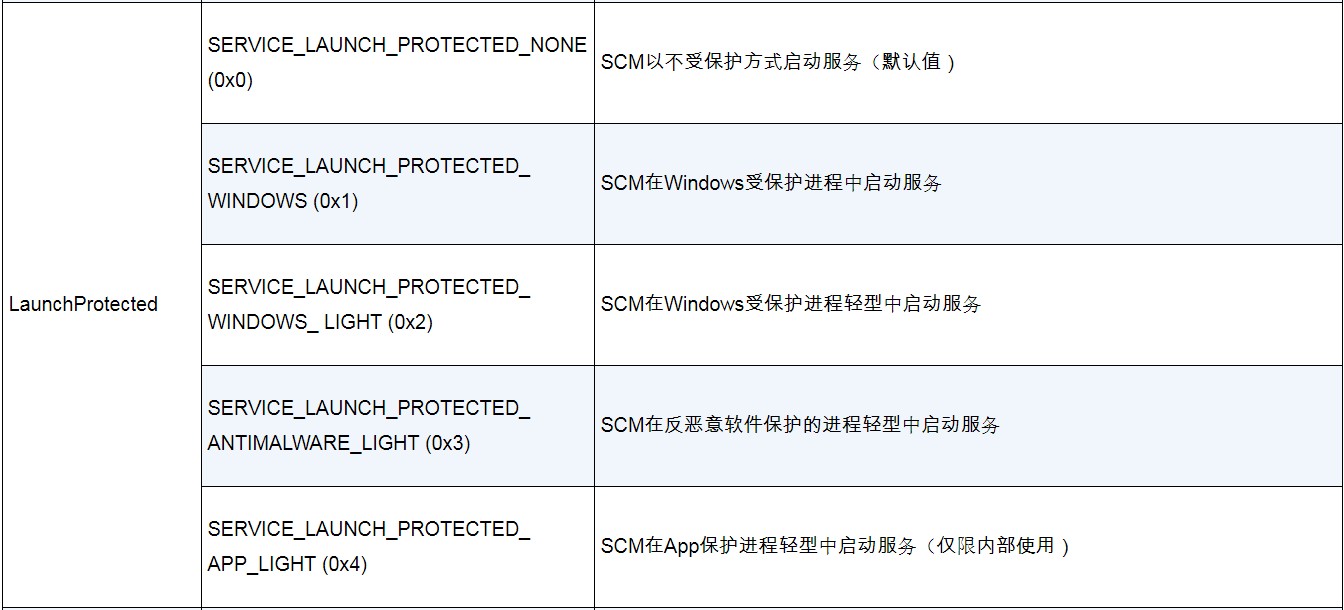 SERVICE_LAUNCH_PROTECTED_NONE
(0x0)
SCM以不受保护方式启动服务（默认值）
SERVICE_LAUNCH_PROTECTED_
WINDOWS (0x1)
SCM在Windows受保护进程中启动服务
LaunchProtected
SERVICE_LAUNCH_PROTECTED_
WINDOWS_ LIGHT (0x2)
SCM在Windows受保护进程轻型中启动服务
SERVICE_LAUNCH_PROTECTED_
ANTIMALWARE_LIGHT (0x3)
SCM在反恶意软件保护的进程轻型中启动服务
SERVICE_LAUNCH_PROTECTED_
APP_LIGHT (0x4)
SCM在App保护进程轻型中启动服务（仅限内部使用）